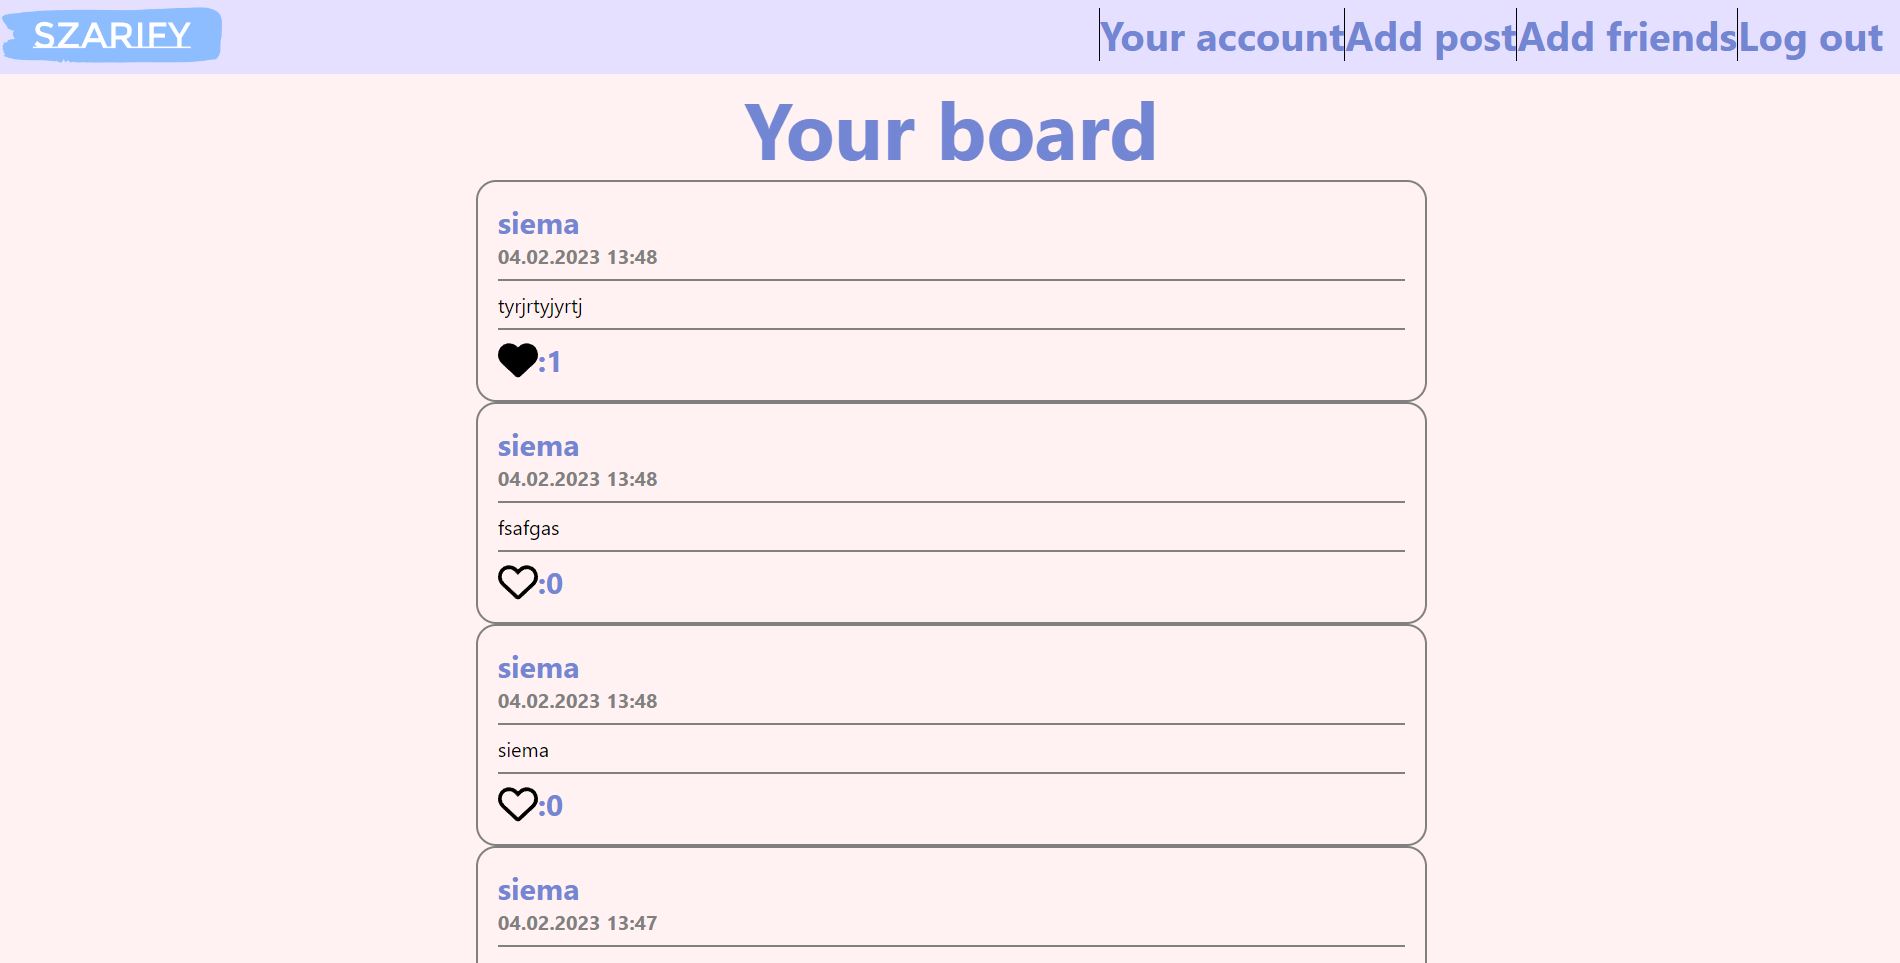 SZARIFY
Your account Add post Add friends Log out
Your board
siema
04.02.2023 13:48
tyrjrtyjyrtj
:1
siema
04.02.2023 13:48
fsafgas
:0
siema
04.02.2023 13:48
siema
:0
siema
04.02.2023 13:47